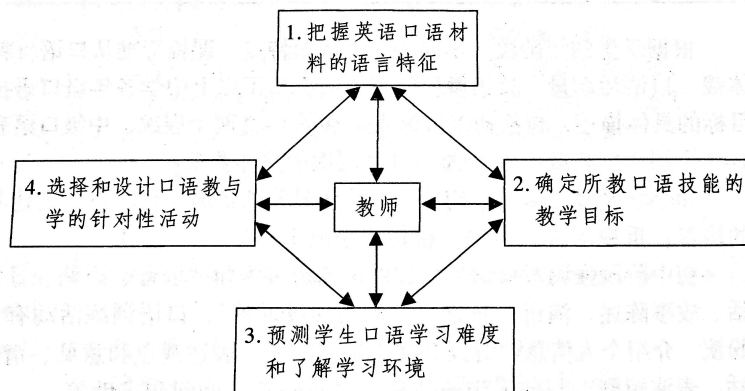 1.把握英语口语材
料的语言特征
4.选择和设计口语教与
学的针对性活动
教师
2.确定所教口语技能的
教学目标
3.预测学生口语学习难度
和了解学习环境